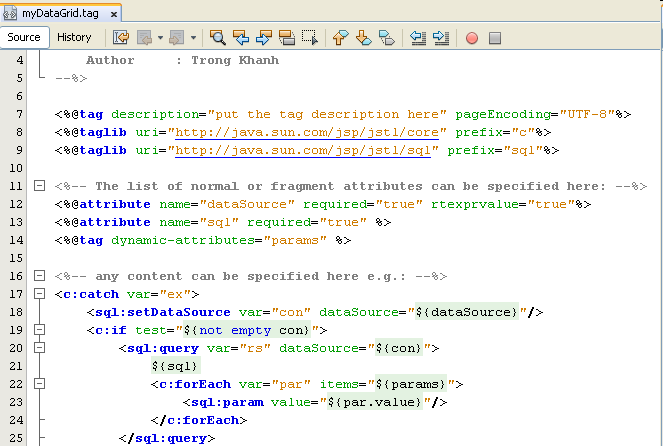 myDataGrid.tag
Source History
4 Author : Trong Khanh
5 --%>
6
7 <%@tag description="put the tag description here" pageEncoding="UTF-8"%>
8 <%@taglib uri="http://java.sun.com/jsp/jstl/core" prefix="c"%>
9 <%@taglib uri="http://java.sun.com/jsp/jstl/sql" prefix="sql"%>
10
11 <%-- The list of normal or fragment attributes can be specified here: --%>
12 <%@attribute name="dataSource" required="true" rtexprvalue="true"%>
12 <%@attribute name="sql" required="true" %>
14 <%@tag dynamic-attributes="params" %>
15
16 <%-- any content can be specified here e.g.: --%>
17 <c:catch var="ex">
18 <sql:setDataSource var="con" dataSource="${dataSource}"/>
19 <c:if test="${not empty con}">
20 <sql:query var="rs" dataSource="${con}">
21 ${sql}
22 <c:forEach var="par" items="${params}">
23 <sql:param value="${par.value}"/>
24 </c:forEach>
25 </sql:query>